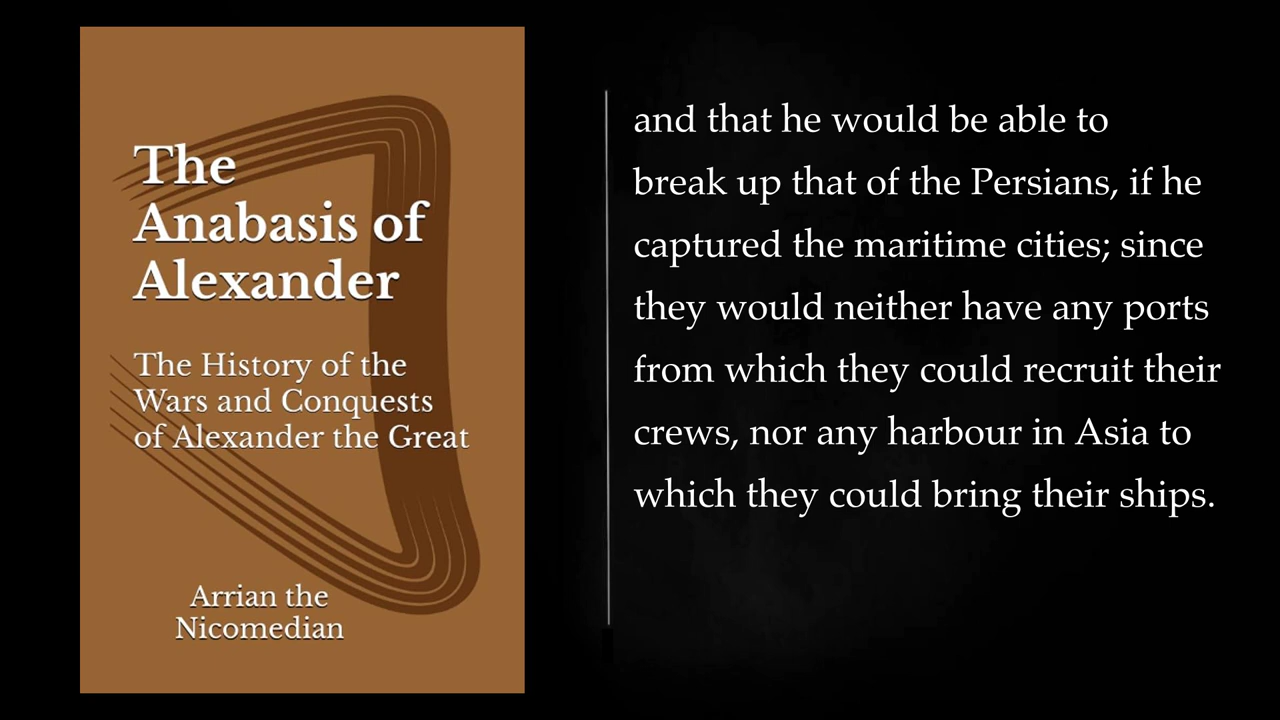 The
Anabasis of
Alexander
The History of the
Wars and Conquests
of Alexander the Great
Arrian the
Nicomedian
and that he would be able to
break up that of the Persians, if he
captured the maritime cities; since
they would neither have any ports
from which they could recruit their
crews, nor any harbour in Asia to
which they could bring their ships.